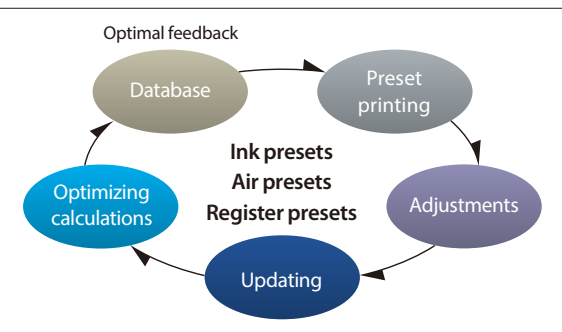 Optimal feedback
Database
Preset
printing
Ink presets
Air presets
Register presets
Optimizing
calculations
Adjustments
Updating